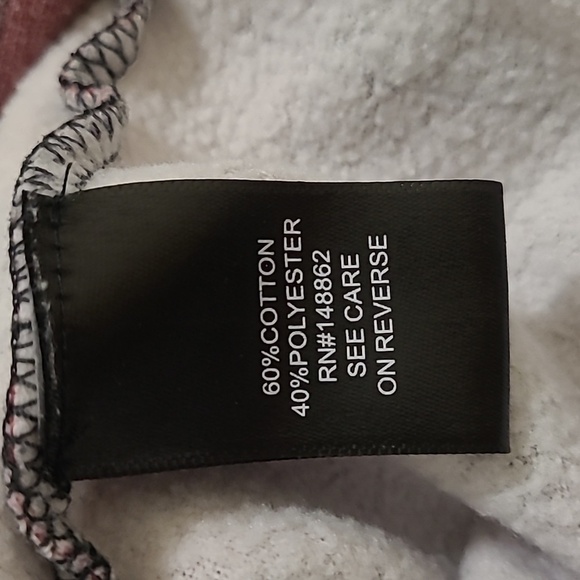 60%COTTON
40%POLYESTER
RN#148862
SEE CARE
ON REVERSE